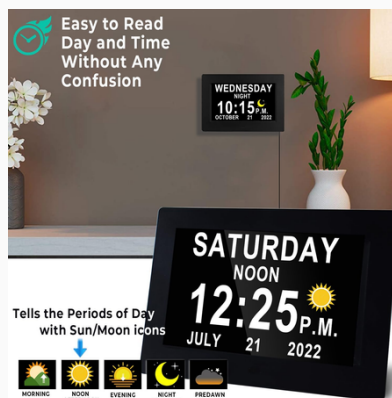 Easy to Read
Day and Time
Without Any
Confusion
WEDNESDAY
NIGHT
10:15 P.M.
OCTOBER 21 2022
SATURDAY
NOON
12:25 P.M.
JULY 21 2022
Tells the Periods of Day
with Sun/Moon icons
MORNING
NOON
EVENING
NIGHT
PREDAWN